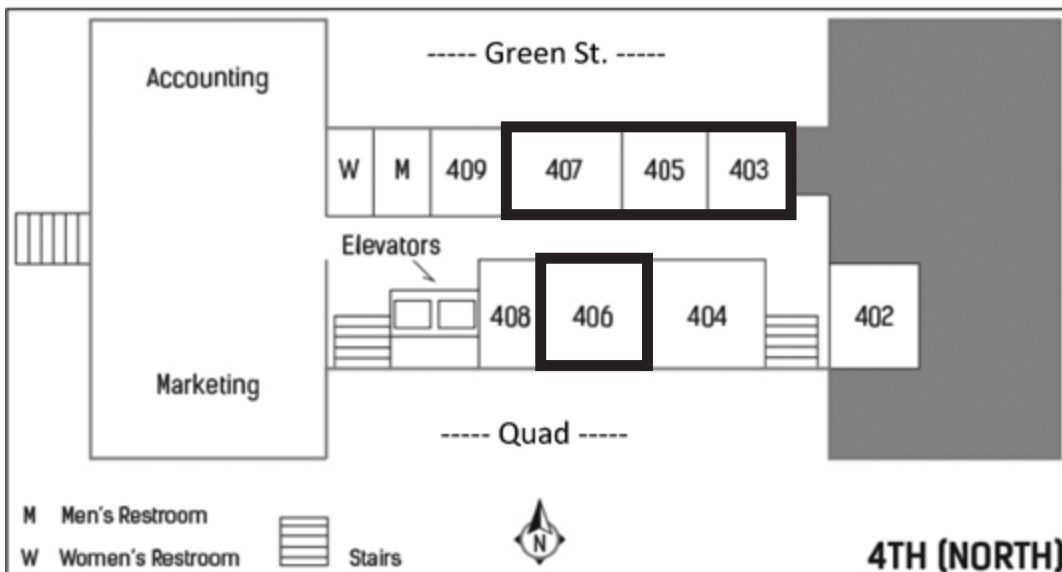 ----- Green St. -----
Accounting
W M 409 407 405 403
Elevators
408 406 404 402
Marketing
----- Quad -----
M Men's Restroom
W Women's Restroom
Stairs
N
4TH (NORTH)